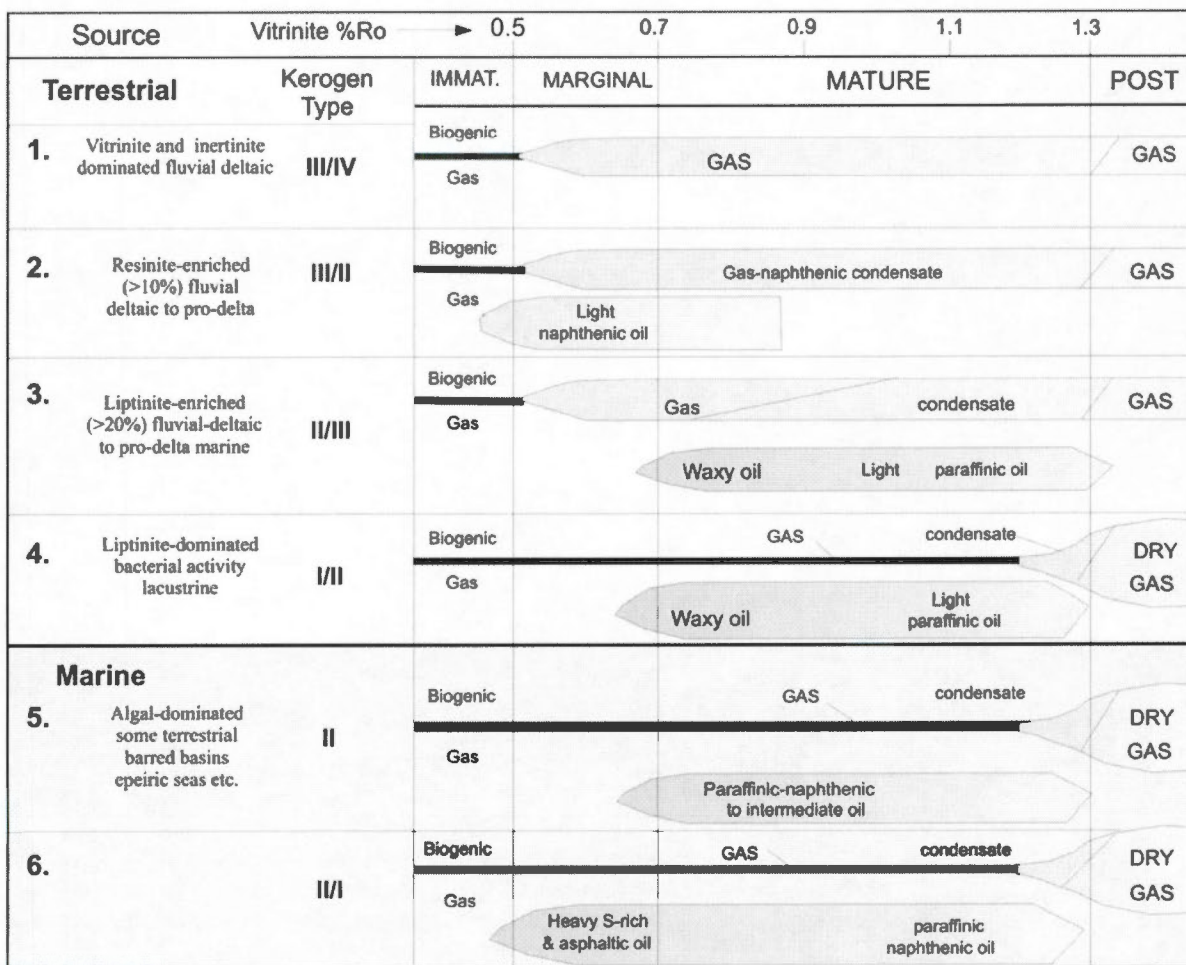 Source Vitrinite %Ro 0.5 0.7 0.9 1.1 1.3
Terrestrial
Kerogen
Type
IMMAT. MARGINAL MATURE POST
1.
Vitrinite and inertinite
dominated fluvial deltaic
III/IV
Biogenic
Gas
GAS
GAS
2.
Resinite-enriched
(>10%) fluvial
deltaic to pro-delta
III/II
Biogenic
Gas
Gas-naphthenic condensate
GAS
Light
naphthenic oil
3.
Liptinite-enriched
(>20%) fluvial-deltaic
to pro-delta marine
II/III
Biogenic
Gas
Gas condensate
GAS
Waxy oil Light paraffinic oil
4.
Liptinite-dominated
bacterial activity
lacustrine
I/II
Biogenic
Gas
GAS condensate
DRY
GAS
Waxy oil
Light
paraffinic oil
Marine
5.
Algal-dominated
some terrestrial
barred basins
epeiric seas etc.
II
Biogenic
Gas
GAS condensate
DRY
GAS
Paraffinic-naphthenic
to intermediate oil
6.
II/I
Biogenic
Gas
GAS condensate
DRY
GAS
Heavy S-rich
& asphaltic oil
paraffinic
naphthenic oil